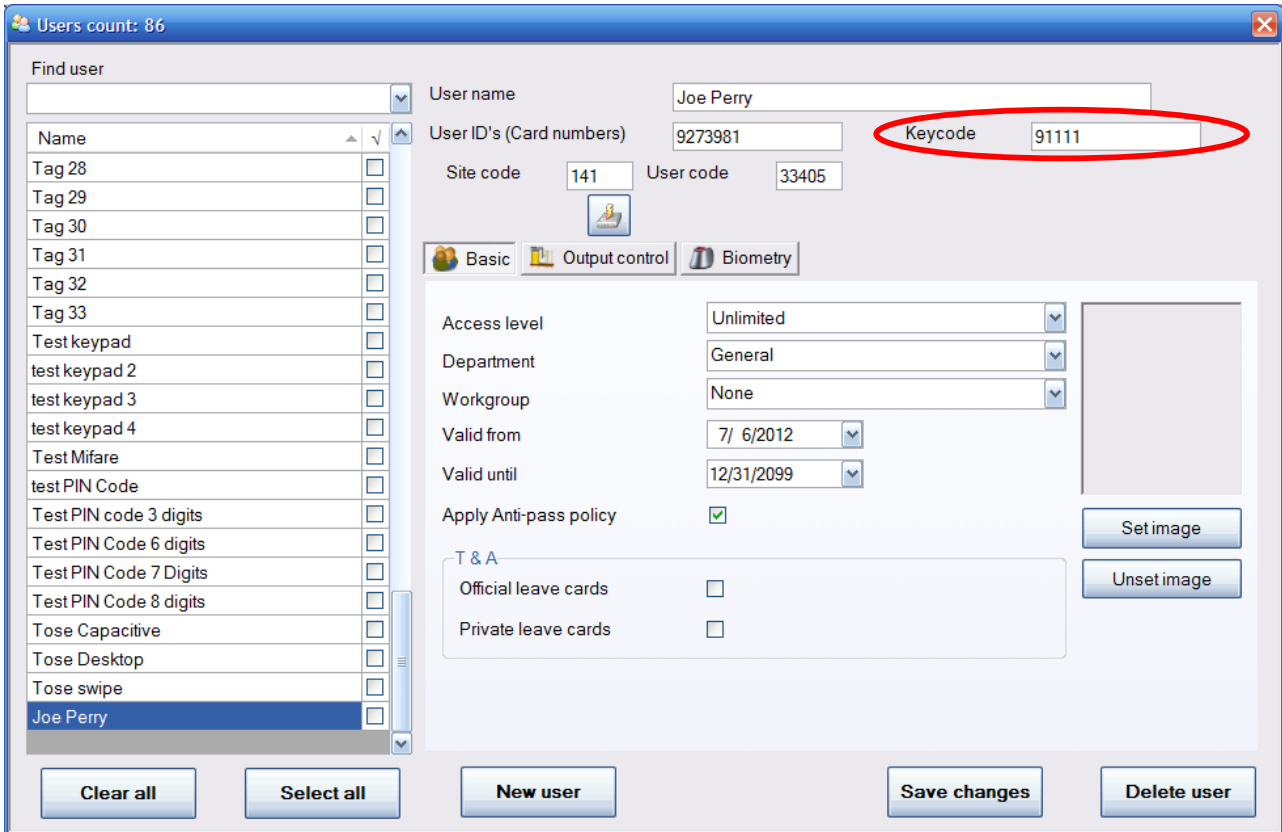 Users count: 86
Find user
Name √
Tag 28
Tag 29
Tag 30
Tag 31
Tag 32
Tag 33
Test keypad
test keypad 2
test keypad 3
test keypad 4
Test Mifare
test PIN Code
Test PIN code 3 digits
Test PIN Code 6 digits
Test PIN Code 7 Digits
Test PIN Code 8 digits
Tose Capacitive
Tose Desktop
Tose swipe
Joe Perry
User name Joe Perry
User ID's (Card numbers) 9273981 Keycode 91111
Site code 141 User code 33405
Basic Output control Biometry
Access level Unlimited
Department General
Workgroup None
Valid from 7/ 6/2012
Valid until 12/31/2099
Apply Anti-pass policy
Set image
T & A
Official leave cards
Unset image
Private leave cards
Clear all Select all New user Save changes Delete user